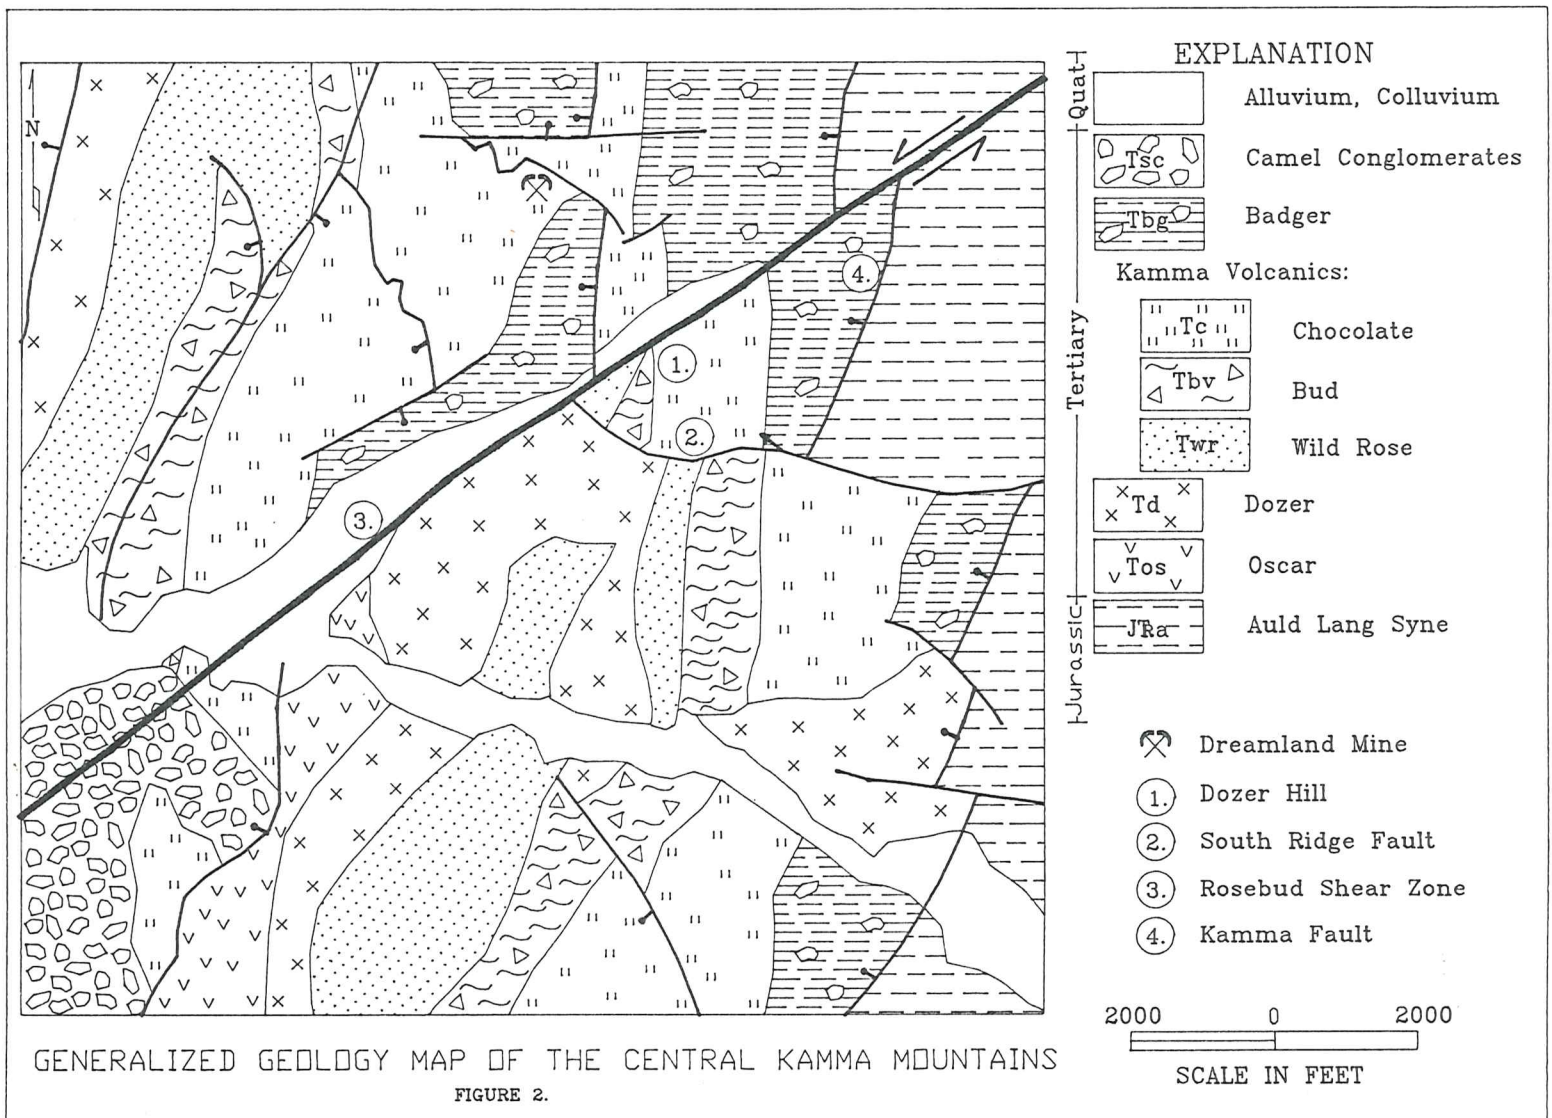 N
1.
2.
3.
4.
EXPLANATION
Quat
Tertiary
Jurassic
Alluvium, Colluvium
Tsc Camel Conglomerates
Tbg Badger
Kamma Volcanics:
Tc Chocolate
Tbv Bud
Twr Wild Rose
Td Dozer
Tos Oscar
JTRa Auld Lang Syne
Dreamland Mine
1. Dozer Hill
2. South Ridge Fault
3. Rosebud Shear Zone
4. Kamma Fault
2000 0 2000
SCALE IN FEET
GENERALIZED GEOLOGY MAP OF THE CENTRAL KAMMA MOUNTAINS
FIGURE 2.